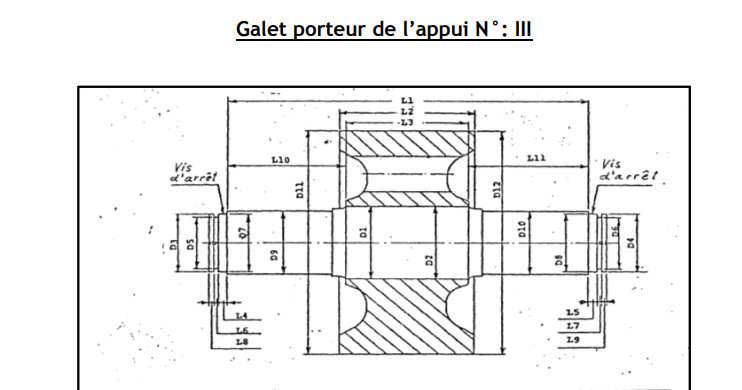 Galet porteur de l’appui N°: III
L1
L2
L3
L10
L11
Vis
d'arrêt
Vis
d'arrêt
D11
D12
D3
D5
D7
D9
D1
D2
D10
D8
D6
D4
L4
L6
L8
L5
L7
L9